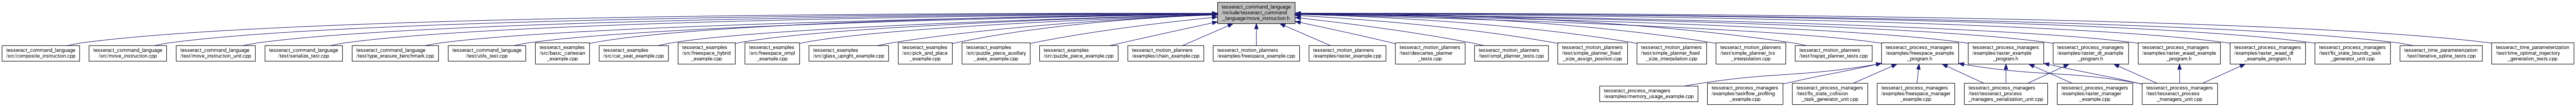 tesseract_command_language
/include/tesseract_command
_language/move_instruction.h
tesseract_command_language
/src/composite_instruction.cpp
tesseract_command_language
/src/move_instruction.cpp
tesseract_command_language
/test/move_instruction_unit.cpp
tesseract_command_language
/test/serialize_test.cpp
tesseract_command_language
/test/type_erasure_benchmark.cpp
tesseract_command_language
/test/utils_test.cpp
tesseract_examples
/src/basic_cartesian
_example.cpp
tesseract_examples
/src/car_seat_example.cpp
tesseract_examples
/src/freespace_hybrid
_example.cpp
tesseract_examples
/src/freespace_ompl
_example.cpp
tesseract_examples
/src/glass_upright_example.cpp
tesseract_examples
/src/pick_and_place
_example.cpp
tesseract_examples
/src/puzzle_piece_auxillary
_axes_example.cpp
tesseract_examples
/src/puzzle_piece_example.cpp
tesseract_motion_planners
/examples/chain_example.cpp
tesseract_motion_planners
/examples/freespace_example.cpp
tesseract_motion_planners
/examples/raster_example.cpp
tesseract_motion_planners
/test/descartes_planner
_tests.cpp
tesseract_motion_planners
/test/ompl_planner_tests.cpp
tesseract_motion_planners
/test/simple_planner_fixed
_size_assign_position.cpp
tesseract_motion_planners
/test/simple_planner_fixed
_size_interpolation.cpp
tesseract_motion_planners
/test/simple_planner_lvs
_interpolation.cpp
tesseract_motion_planners
/test/trajopt_planner_tests.cpp
tesseract_process_managers
/examples/freespace_example
_program.h
tesseract_process_managers
/examples/raster_example
_program.h
tesseract_process_managers
/examples/raster_dt_example
_program.h
tesseract_process_managers
/examples/raster_waad_example
_program.h
tesseract_process_managers
/examples/raster_waad_dt
_example_program.h
tesseract_process_managers
/test/fix_state_bounds_task
_generator_unit.cpp
tesseract_time_parameterization
/test/iterative_spline_tests.cpp
tesseract_time_parameterization
/test/time_optimal_trajectory
_generation_tests.cpp
tesseract_process_managers
/examples/memory_usage_example.cpp
tesseract_process_managers
/examples/taskflow_profiling
_example.cpp
tesseract_process_managers
/test/fix_state_collision
_task_generator_unit.cpp
tesseract_process_managers
/examples/freespace_manager
_example.cpp
tesseract_process_managers
/test/tesseract_process
_managers_serialization_unit.cpp
tesseract_process_managers
/examples/raster_manager
_example.cpp
tesseract_process_managers
/test/tesseract_process
_managers_unit.cpp